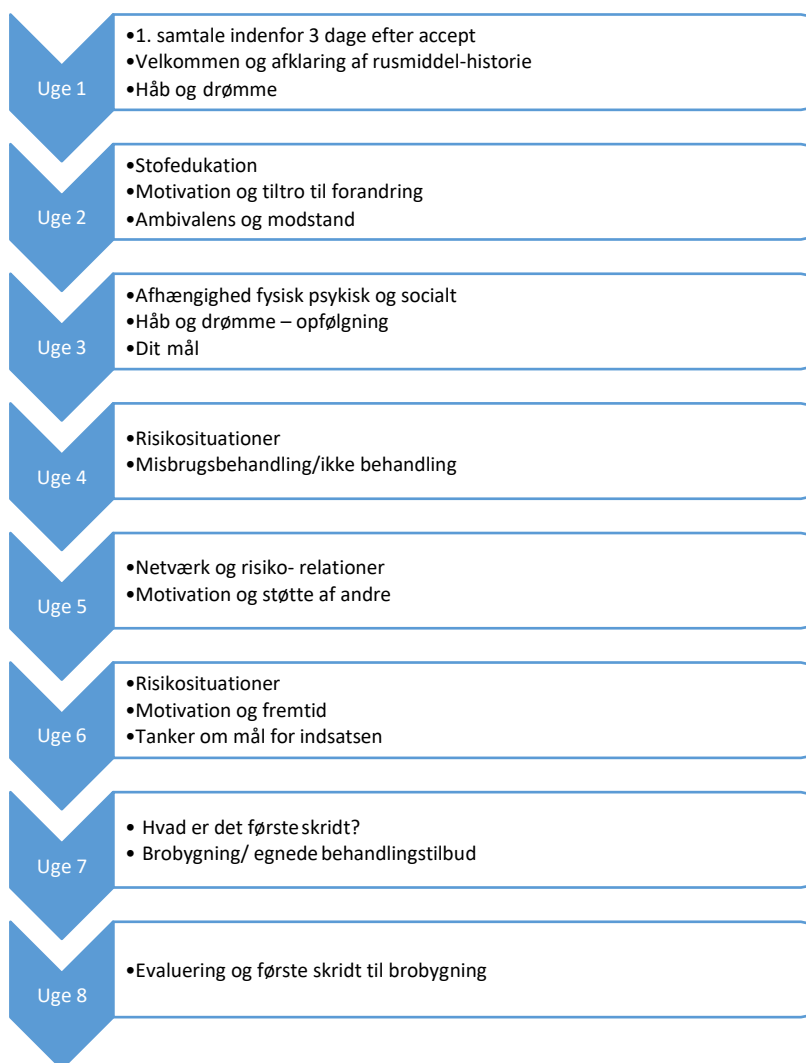 Uge 1
•1. samtale indenfor 3 dage efter accept
•Velkommen og afklaring af rusmiddel-historie
•Håb og drømme
Uge 2
•Stofedukation
•Motivation og tiltro til forandring
•Ambivalens og modstand
Uge 3
•Afhængighed fysisk psykisk og socialt
•Håb og drømme – opfølgning
•Dit mål
Uge 4
•Risikosituationer
•Misbrugsbehandling/ikke behandling
Uge 5
•Netværk og risiko- relationer
•Motivation og støtte af andre
Uge 6
•Risikosituationer
•Motivation og fremtid
•Tanker om mål for indsatsen
Uge 7
• Hvad er det første skridt?
• Brobygning/ egnede behandlingstilbud
Uge 8
•Evaluering og første skridt til brobygning